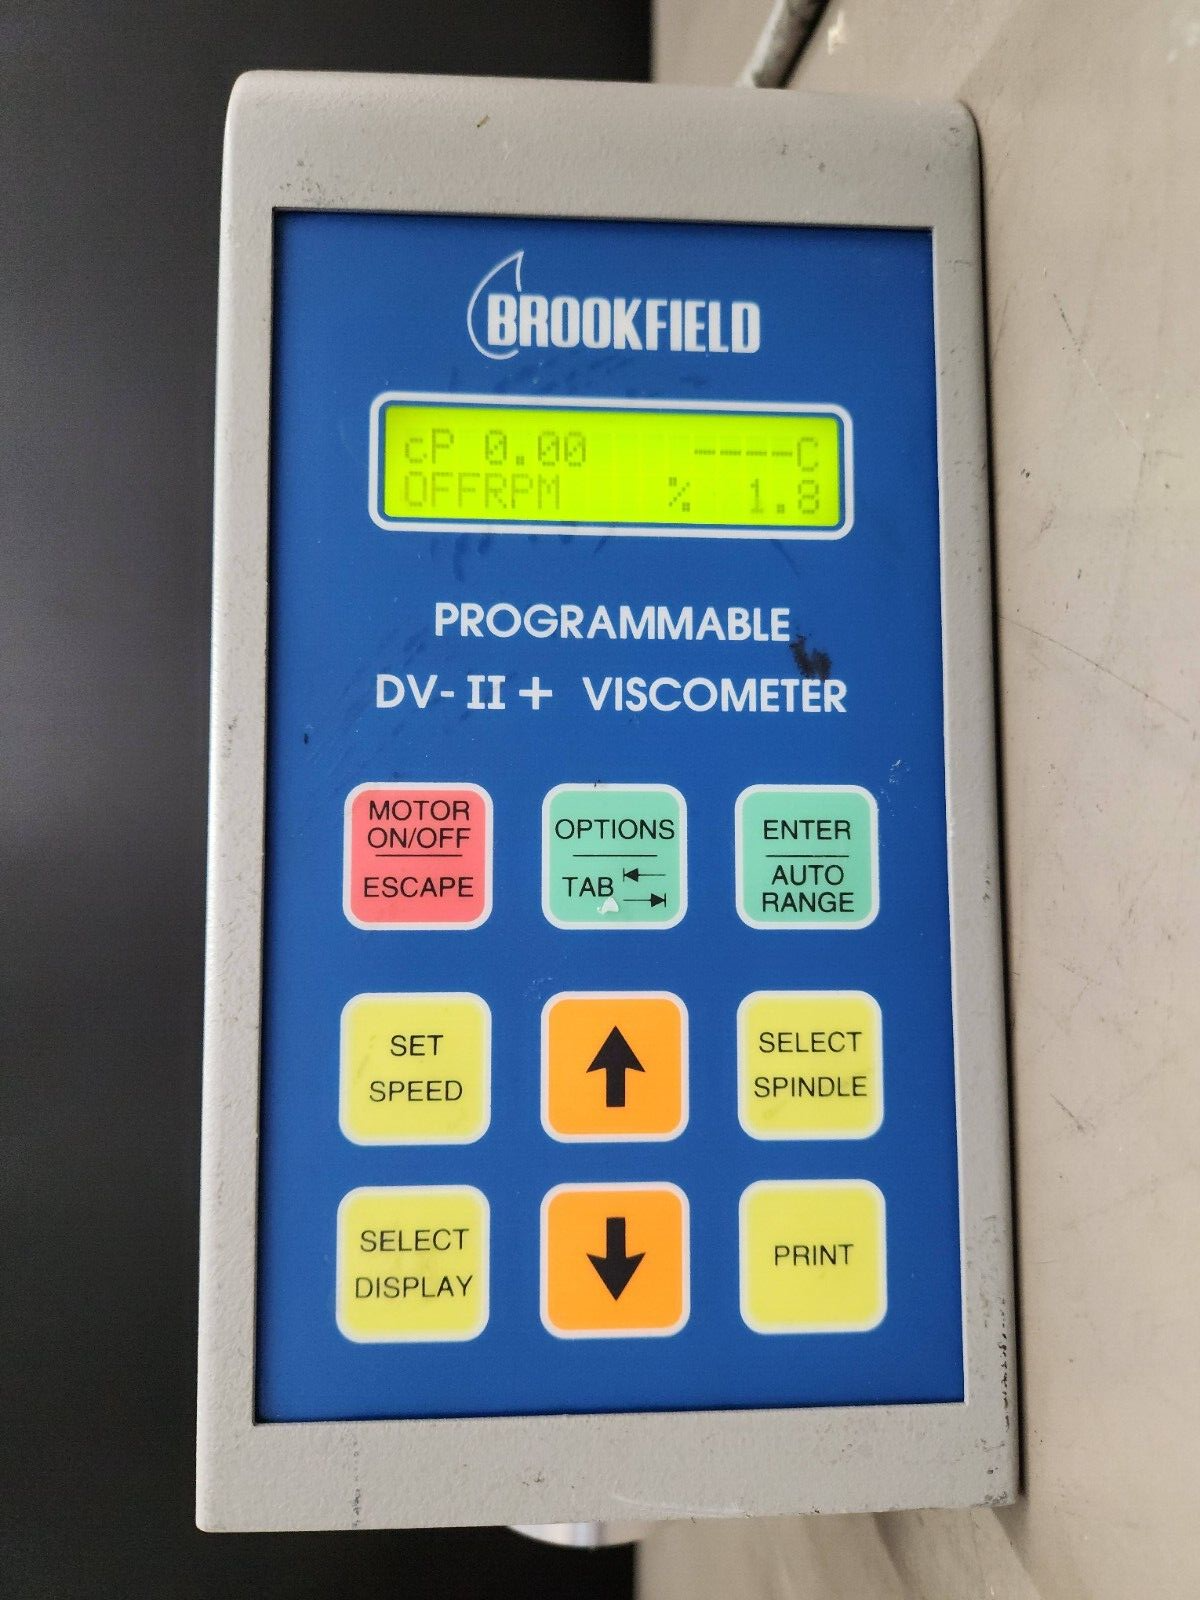 BROOKFIELD
cP 0.00 ----C
OFFRPM % 1.8
PROGRAMMABLE
DV-II+ VISCOMETER
MOTOR
ON/OFF
ESCAPE
OPTIONS
TAB
ENTER
AUTO
RANGE
SET
SPEED
SELECT
SPINDLE
SELECT
DISPLAY
PRINT